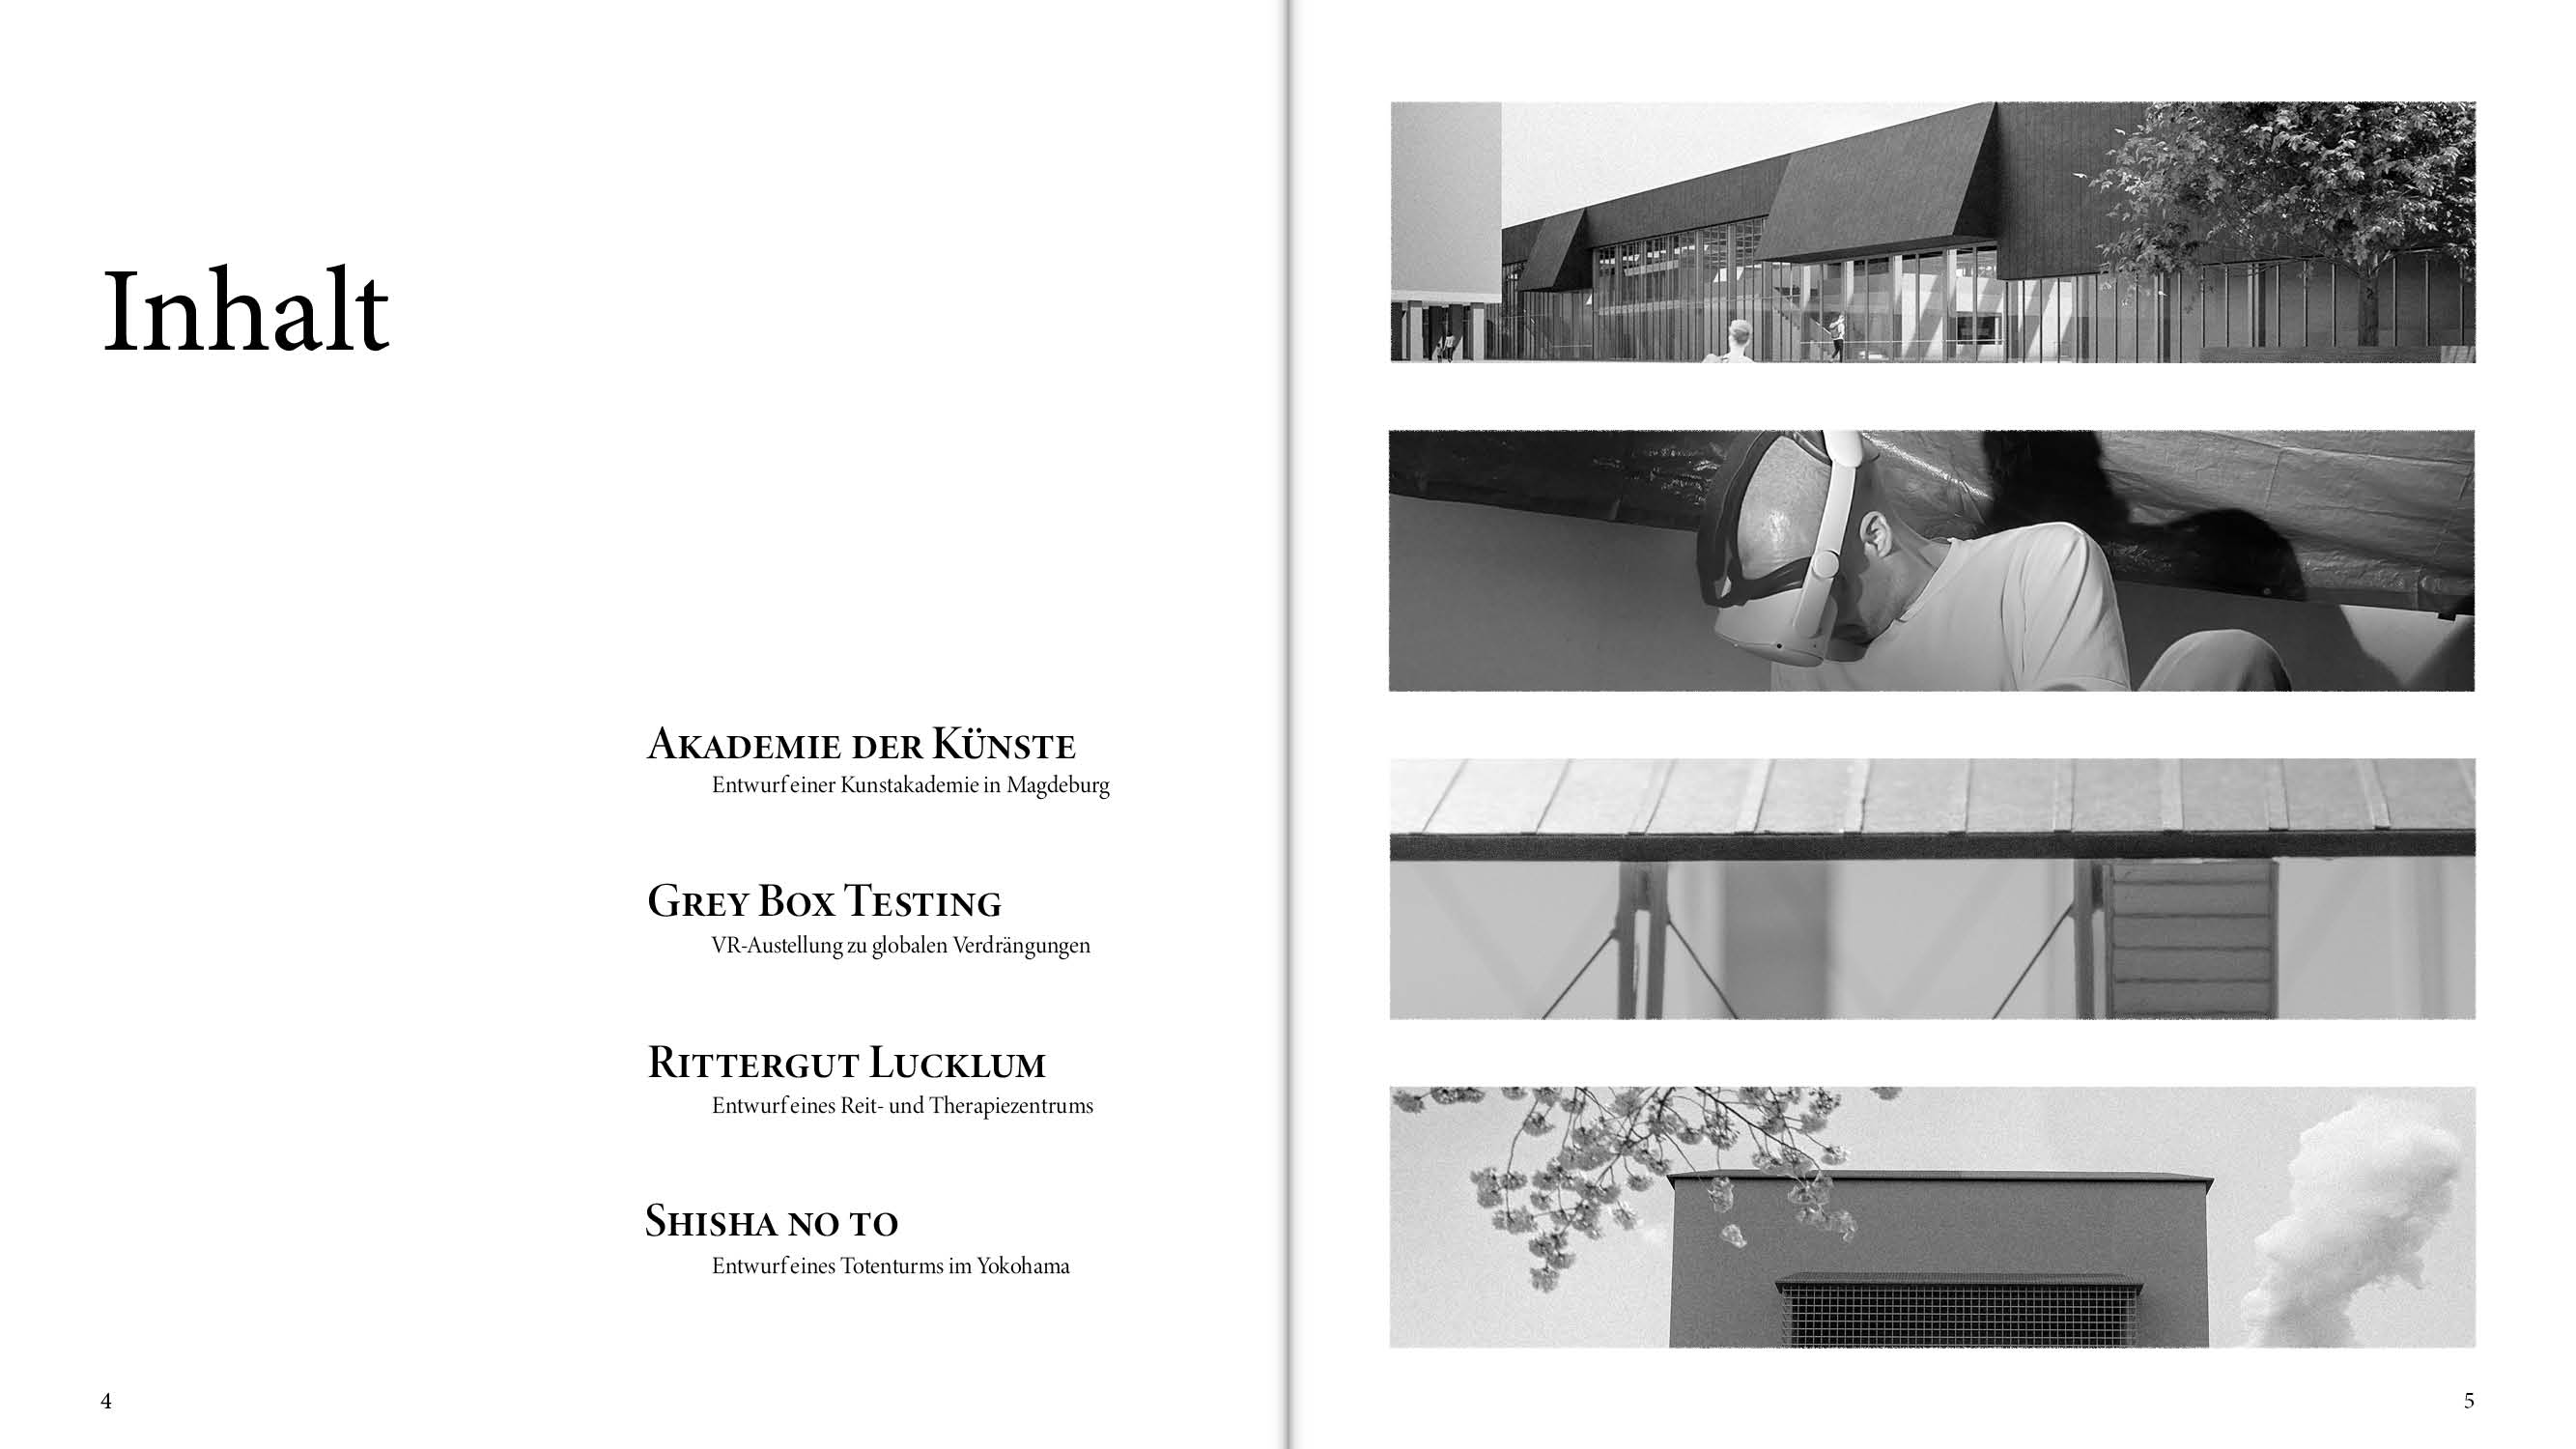 Inhalt
Akademie der Künste
Entwurf einer Kunstakademie in Magdeburg
Grey Box Testing
VR-Austellung zu globalen Verdrängungen
Rittergut Lucklum
Entwurf eines Reit- und Therapiezentrums
Shisha no to
Entwurf eines Totenturms im Yokohama
4
5